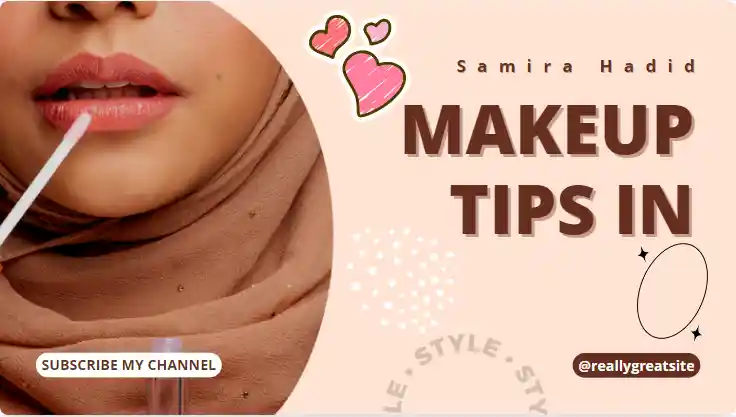 Samira Hadid
MAKEUP
TIPS IN
SUBSCRIBE MY CHANNEL
@reallygreatsite
LE • STYLE • STY